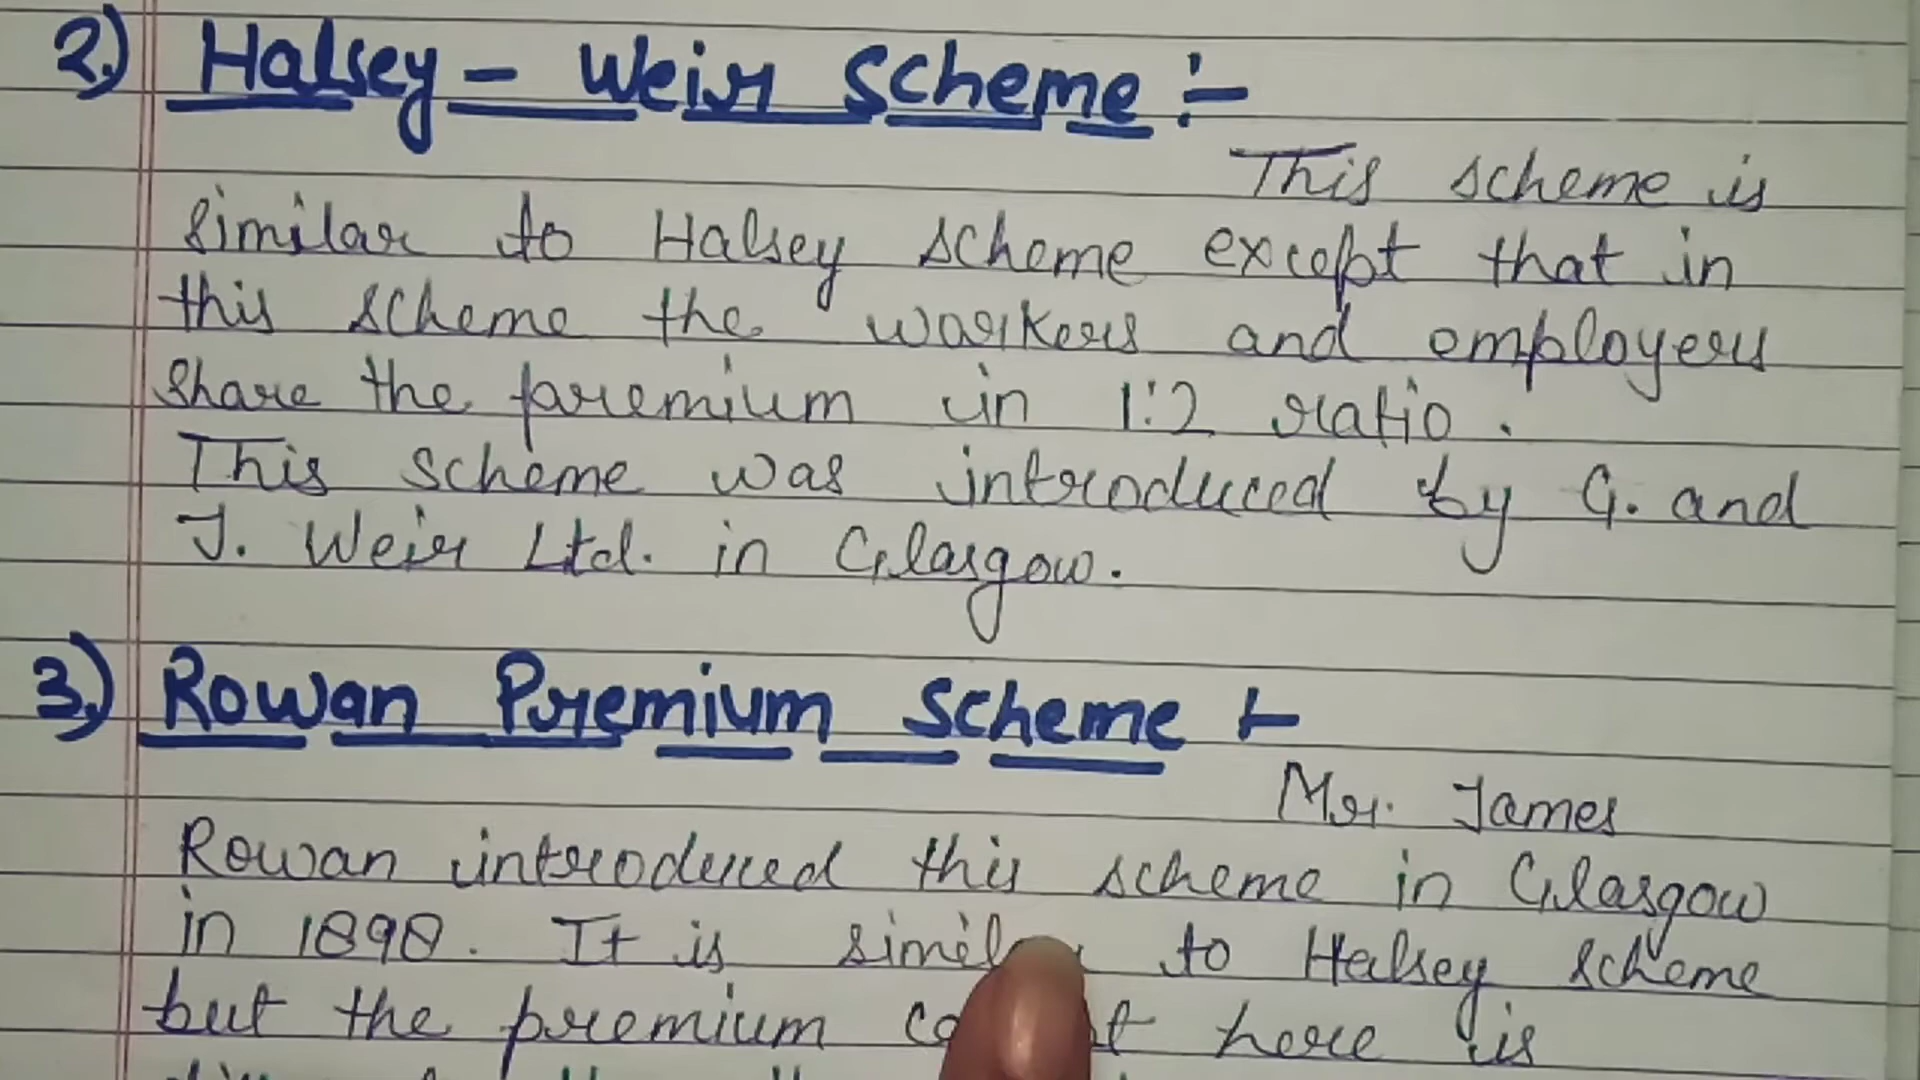 2.) Halsey - Weir Scheme :-
This scheme is
similar to Halsey scheme except that in
this scheme the workers and employers
share the premium in 1:2 ratio.
This scheme was introduced by G. and
J. Weir Ltd. in Glasgow.
3.) Rowan Premium Scheme :-
Mr. James
Rowan introduced this scheme in Glasgow
in 1898. It is to Halsey scheme
but the premium here is